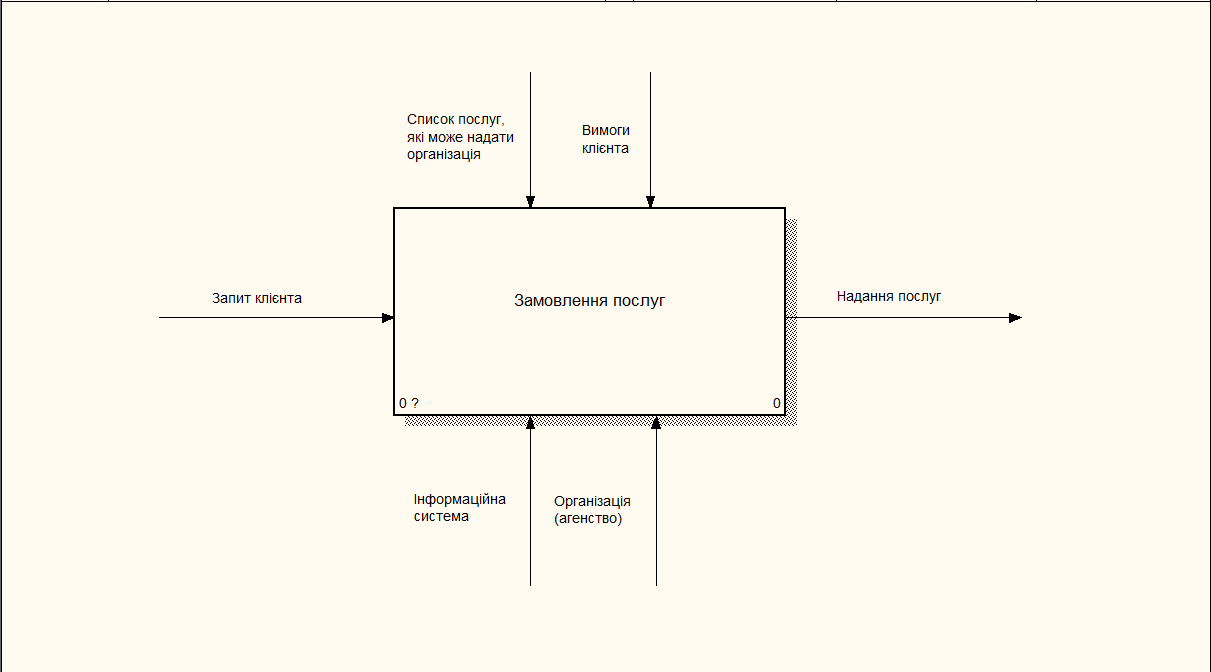 Список послуг,
які може надати
організація
Вимоги
клієнта
Запит клієнта
Замовлення послуг
Надання послуг
0 ?
0
Інформаційна
система
Організація
(агенство)